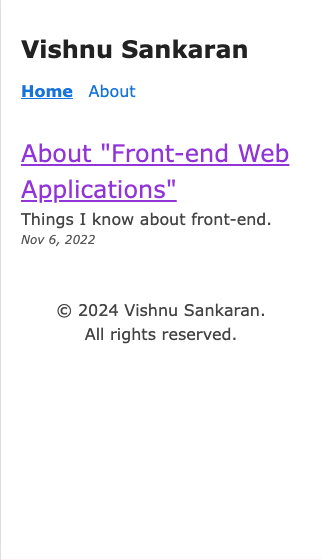 Vishnu Sankaran
Home About
About "Front-end Web
Applications"
Things I know about front-end.
Nov 6, 2022
© 2024 Vishnu Sankaran.
All rights reserved.